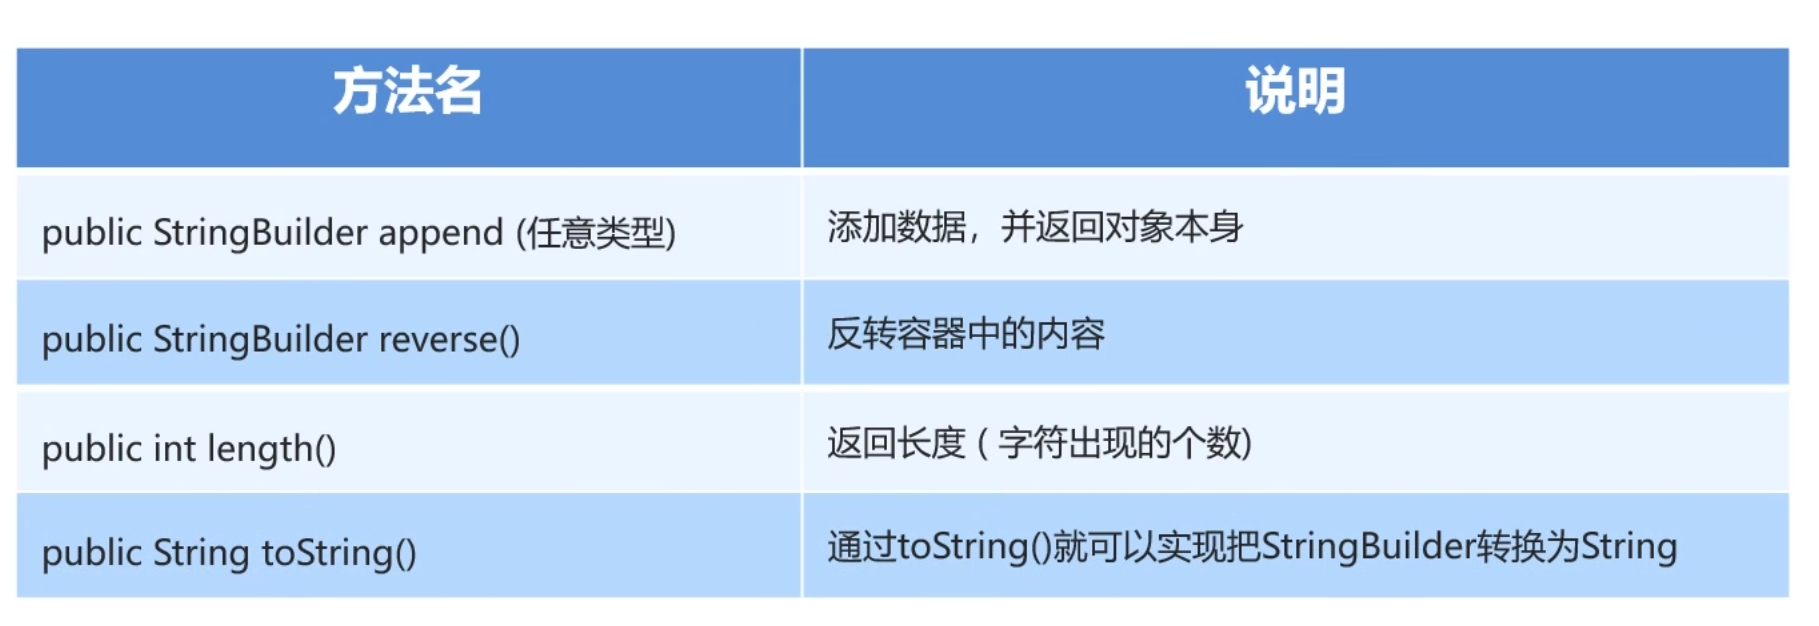 方法名 说明
public StringBuilder append (任意类型) 添加数据，并返回对象本身
public StringBuilder reverse() 反转容器中的内容
public int length() 返回长度 ( 字符出现的个数)
public String toString() 通过toString()就可以实现把StringBuilder转换为String